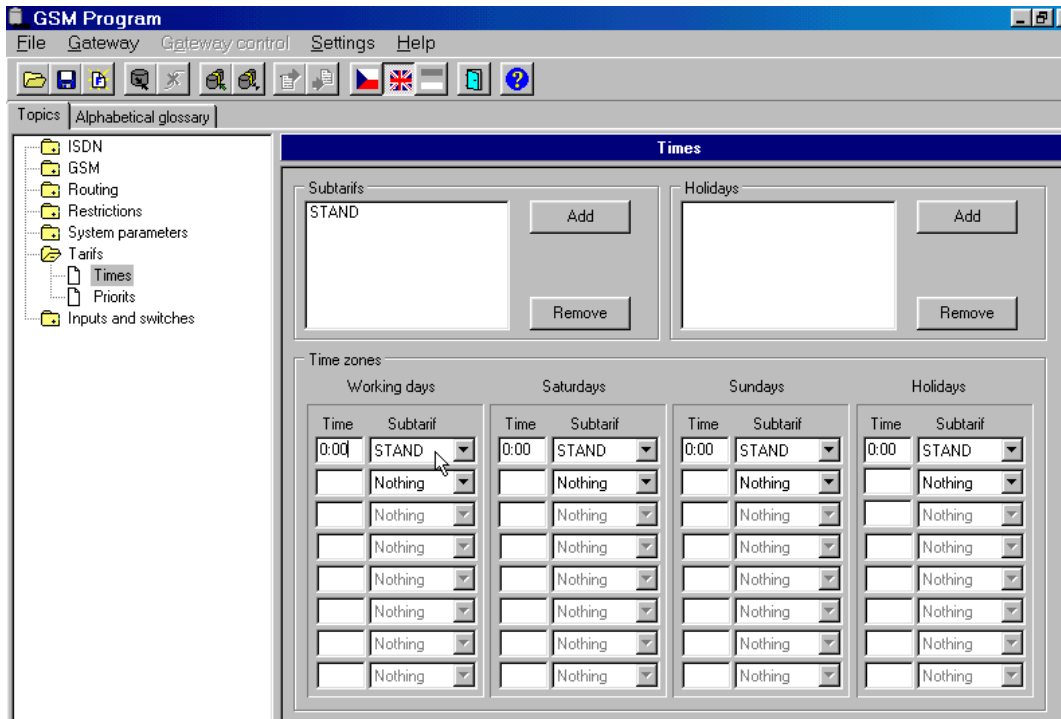 GSM Program
File Gateway Gateway control Settings Help
Topics Alphabetical glossary
ISDN
GSM
Routing
Restrictions
System parameters
Tarifs
Times
Priorits
Inputs and switches
Times
Subtarifs
STAND
Add
Remove
Holidays
Add
Remove
Time zones
Working days Saturdays Sundays Holidays
Time Subtarif Time Subtarif Time Subtarif Time Subtarif
0:00 STAND 0:00 STAND 0:00 STAND 0:00 STAND
Nothing Nothing Nothing Nothing
Nothing Nothing Nothing Nothing
Nothing Nothing Nothing Nothing
Nothing Nothing Nothing Nothing
Nothing Nothing Nothing Nothing
Nothing Nothing Nothing Nothing
Nothing Nothing Nothing Nothing